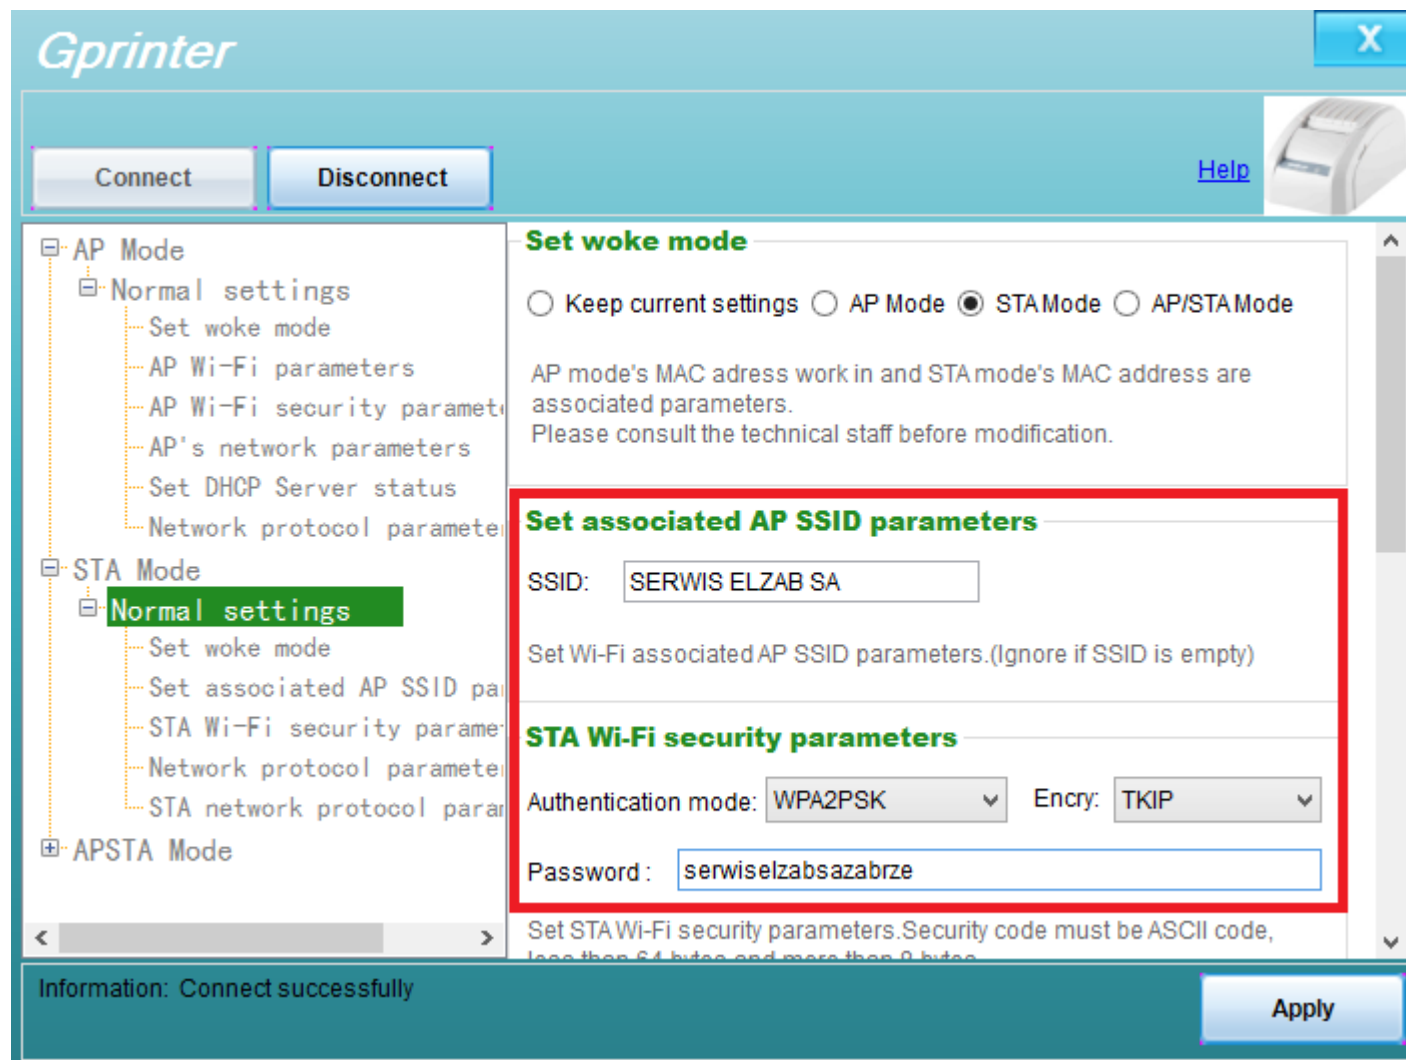 Gprinter
X
Connect
Disconnect
Help
AP Mode
Normal settings
Set woke mode
AP Wi-Fi parameters
AP Wi-Fi security paramet
AP's network parameters
Set DHCP Server status
Network protocol paramete
STA Mode
Normal settings
Set woke mode
Set associated AP SSID pa
STA Wi-Fi security parame
Network protocol paramete
STA network protocol para
APSTA Mode
Set woke mode
Keep current settings AP Mode STA Mode AP/STA Mode
AP mode's MAC adress work in and STA mode's MAC address are
associated parameters.
Please consult the technical staff before modification.
Set associated AP SSID parameters
SSID: SERWIS ELZAB SA
Set Wi-Fi associated AP SSID parameters.(Ignore if SSID is empty)
STA Wi-Fi security parameters
Authentication mode: WPA2PSK Encry: TKIP
Password : serwiselzabsazabrze
Set STA Wi-Fi security parameters.Security code must be ASCII code,
Information: Connect successfully
Apply